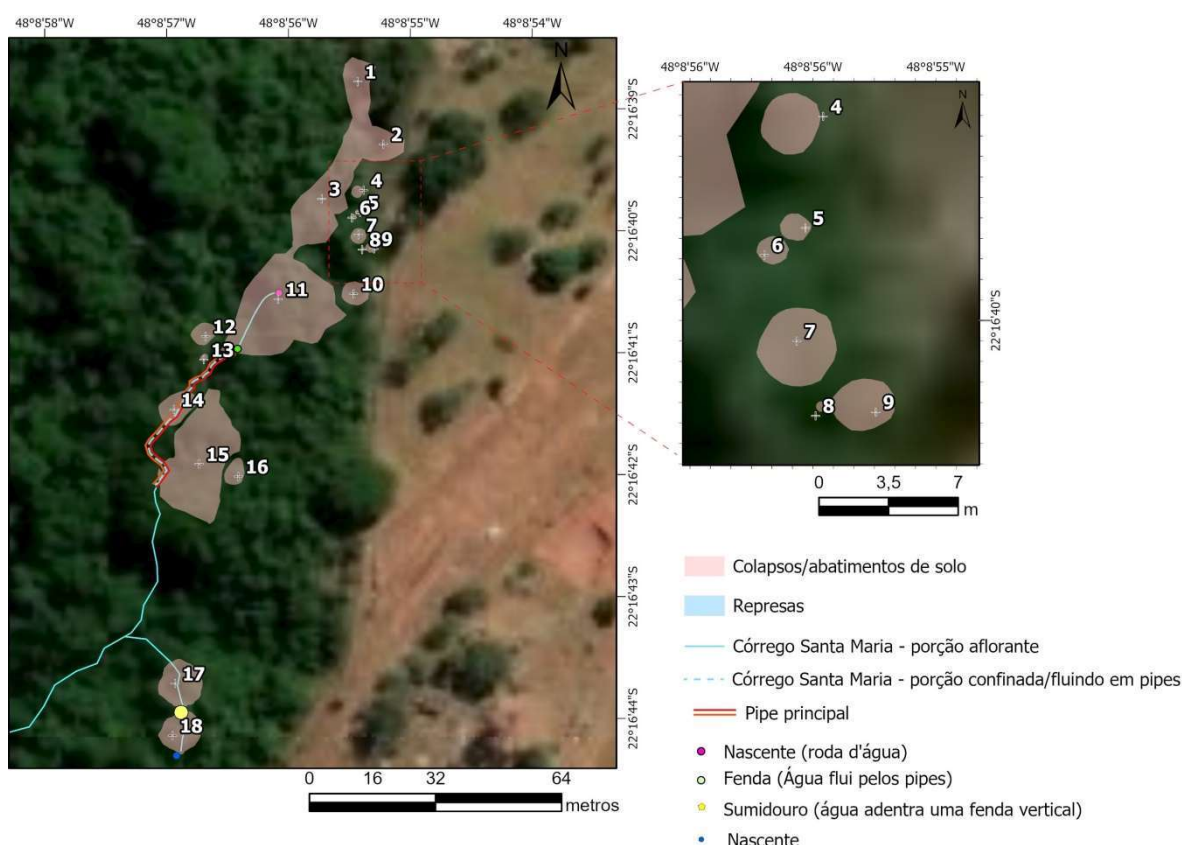 48°8'58"W 48°8'57"W 48°8'56"W 48°8'55"W 48°8'54"W
N
1
2
3
4
5
6
7
89
10
11
12
13
14
15
16
17
18
22°16'39"S
22°16'40"S
22°16'41"S
22°16'42"S
22°16'43"S
22°16'44"S
0 16 32 64
metros
48°8'56"W 48°8'56"W 48°8'55"W
N
4
5
6
7
8
9
22°16'40"S
0 3,5 7
m
Colapsos/abatimentos de solo
Represas
Córrego Santa Maria - porção aflorante
Córrego Santa Maria - porção confinada/fluindo em pipes
Pipe principal
Nascente (roda d'água)
Fenda (Água flui pelos pipes)
Sumidouro (água adentra uma fenda vertical)
Nascente